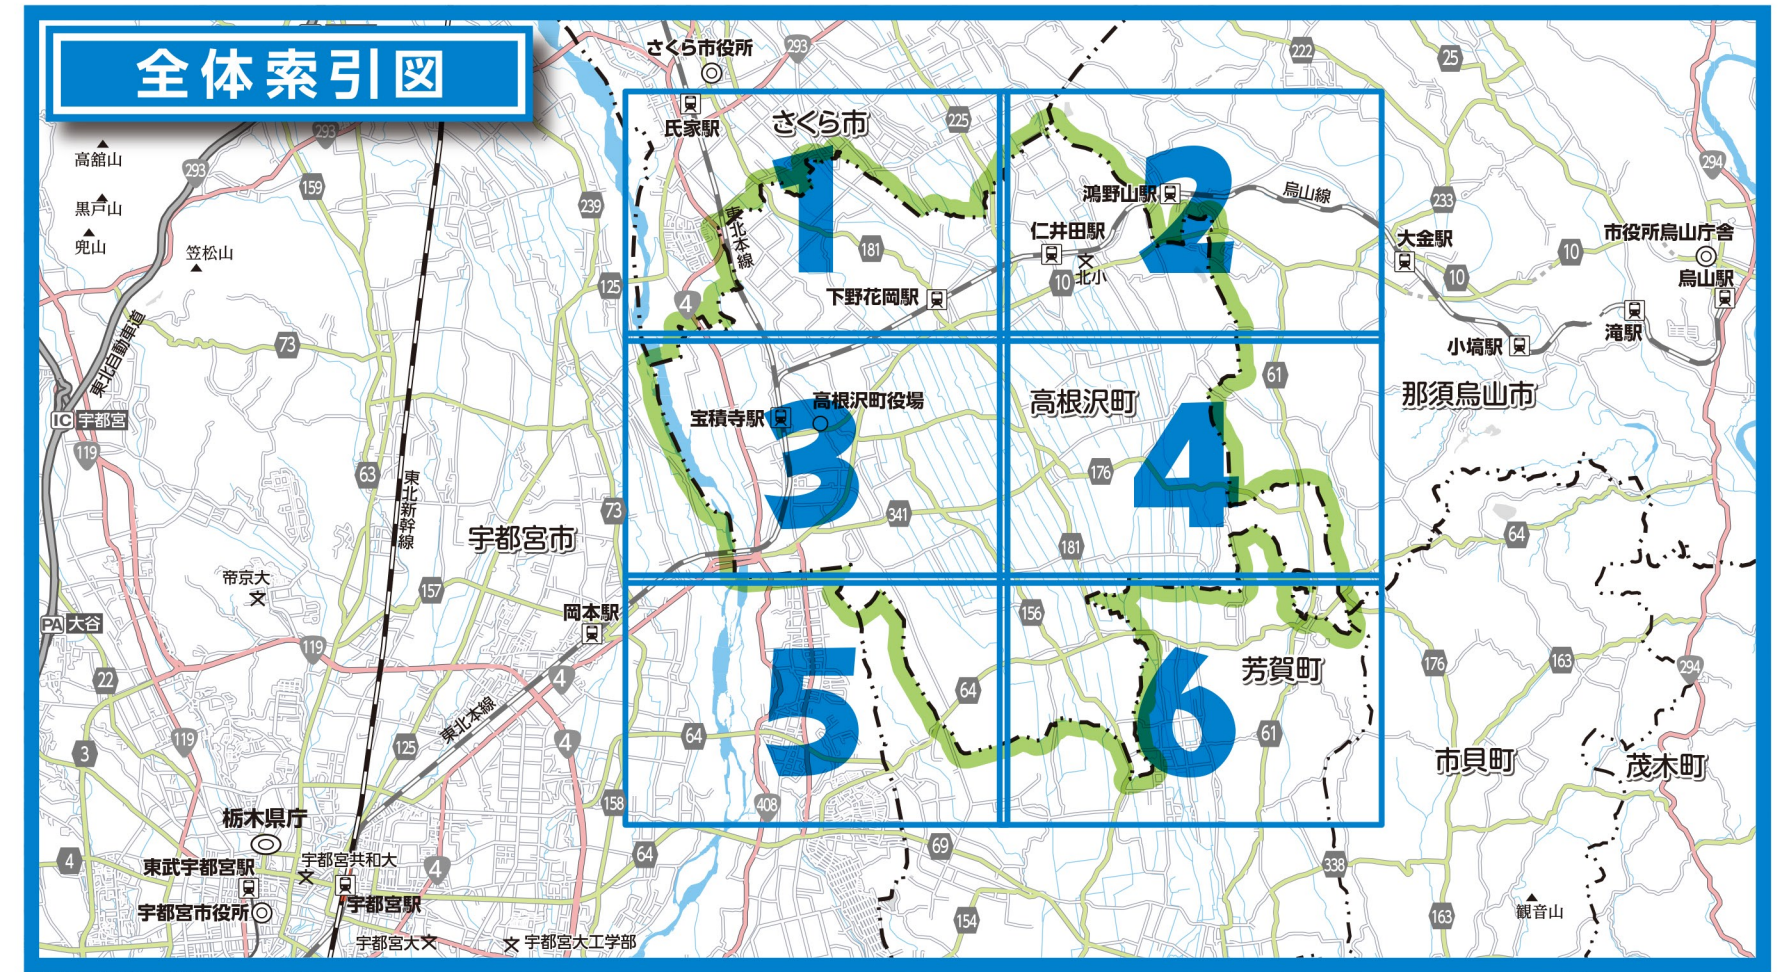 全体索引図
さくら市役所
293
222
25
氏家駅
さくら市
225
293
高舘山
293
159
294
黒戸山
239
1
2
鴻野山駅
烏山線
233
兜山
笠松山
東北本線
181
仁井田駅
北小
10
大金駅
10
10
市役所烏山庁舎
烏山駅
125
4
下野花岡駅
73
東北自動車道
小塙駅
滝駅
61
那須烏山市
高根沢町
IC 宇都宮
119
宝積寺駅
高根沢町役場
3
4
63
東北新幹線
176
73
341
宇都宮市
181
64
帝京大
157
岡本駅
156
PA 大谷
119
22
4
5
6
芳賀町
176
163
294
64
東北本線
119
3
125
4
64
61
市貝町
茂木町
158
408
栃木県庁
64
69
338
4
東武宇都宮駅
宇都宮共和大
4
宇都宮駅
宇都宮市役所
154
163
観音山
宇都宮大
宇都宮大工学部